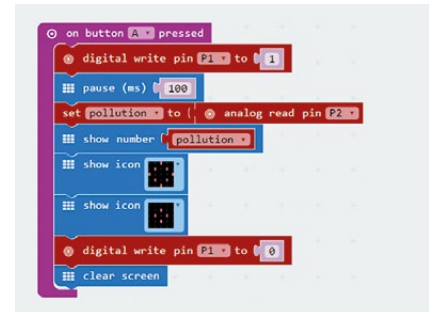 on button A pressed
digital write pin P1 to 1
pause (ms) 100
set pollution to ( analog read pin P2
show number ( pollution
show icon
show icon
digital write pin P1 to 0
clear screen